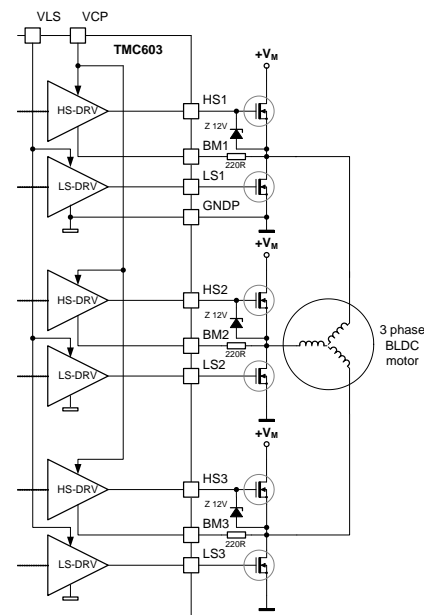 VLS VCP
TMC603
+VM
HS-DRV
HS1
Z 12V
BM1
220R
LS1
LS-DRV
GNDP
+VM
HS-DRV
HS2
Z 12V
BM2
220R
LS2
LS-DRV
3 phase
BLDC
motor
+VM
HS-DRV
HS3
Z 12V
BM3
220R
LS3
LS-DRV